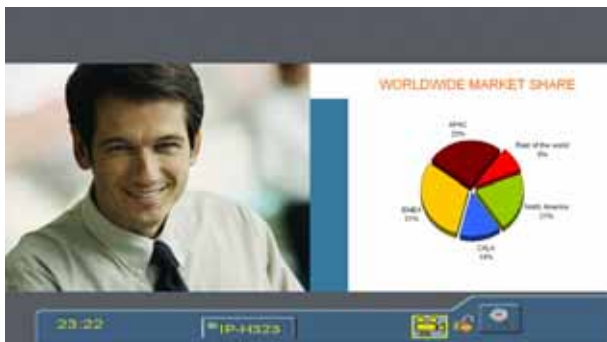 WORLDWIDE MARKET SHARE
APAC
Rest of the world
North America
EMEA
CALA
23:22
IP-H323